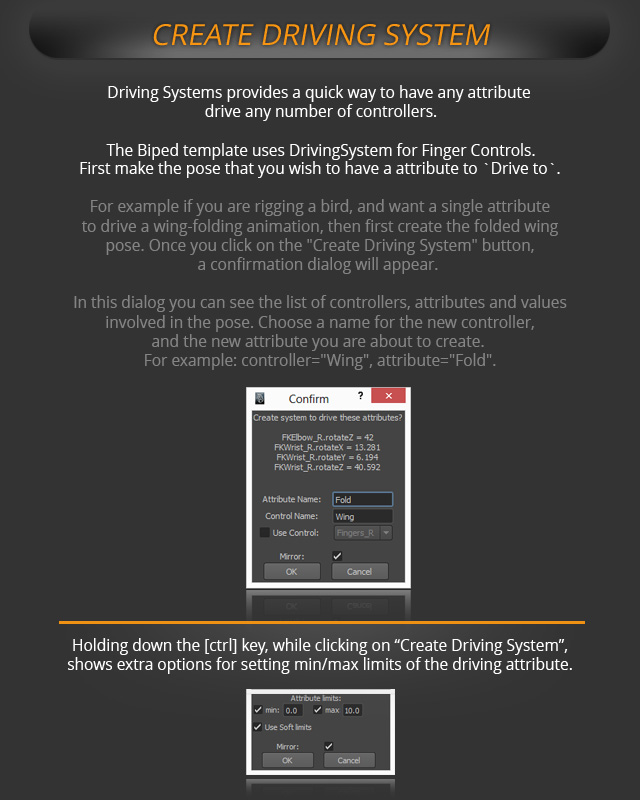 CREATE DRIVING SYSTEM
Driving Systems provides a quick way to have any attribute
drive any number of controllers.
The Biped template uses DrivingSystem for Finger Controls.
First make the pose that you wish to have a attribute to `Drive to`.
For example if you are rigging a bird, and want a single attribute
to drive a wing-folding animation, then first create the folded wing
pose. Once you click on the "Create Driving System" button,
a confirmation dialog will appear.
In this dialog you can see the list of controllers, attributes and values
involved in the pose. Choose a name for the new controller,
and the new attribute you are about to create.
For example: controller="Wing", attribute="Fold".
Confirm ? ×
Create system to drive these attributes?
FKElbow_R.rotateZ = 42
FKWrist_R.rotateX = 13.281
FKWrist_R.rotateY = 6.194
FKWrist_R.rotateZ = 40.592
Attribute Name: Fold
Control Name: Wing
Use Control: Fingers_R
Mirror:
OK Cancel
Holding down the [ctrl] key, while clicking on “Create Driving System”,
shows extra options for setting min/max limits of the driving attribute.
Attribute limits:
min: 0.0 max 10.0
Use Soft limits
Mirror:
OK Cancel